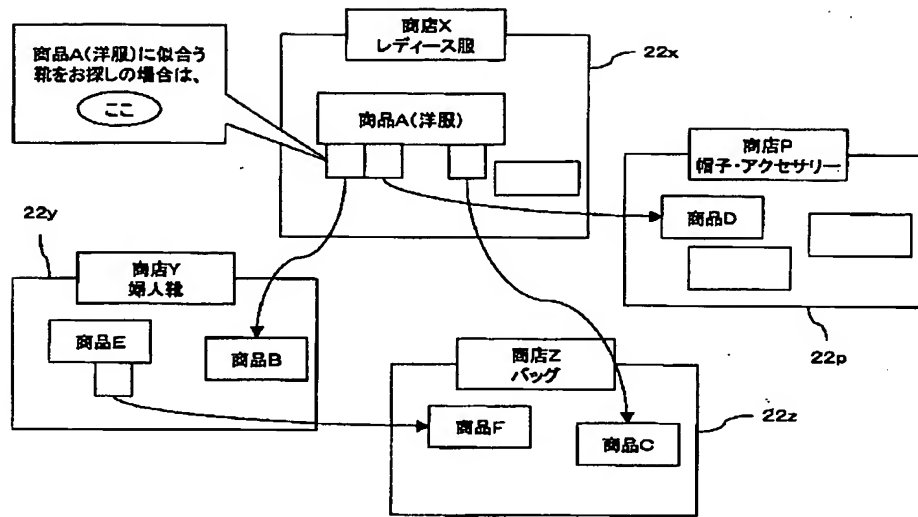 商店X
レディース服
22x
商品A(洋服)に似合う
靴をお探しの場合は、
ここ
商品A(洋服)
商店P
帽子・アクセサリー
商品D
22y
商店Y
婦人靴
商品E
商品B
22p
商店Z
バッグ
商品F
商品C
22z